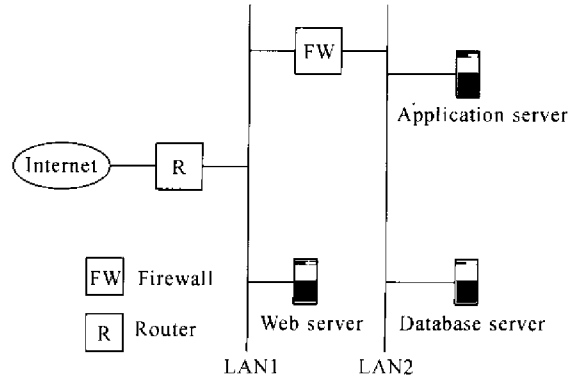 FW
Application server
Internet
R
FW Firewall
R Router
Web server
Database server
LAN1
LAN2